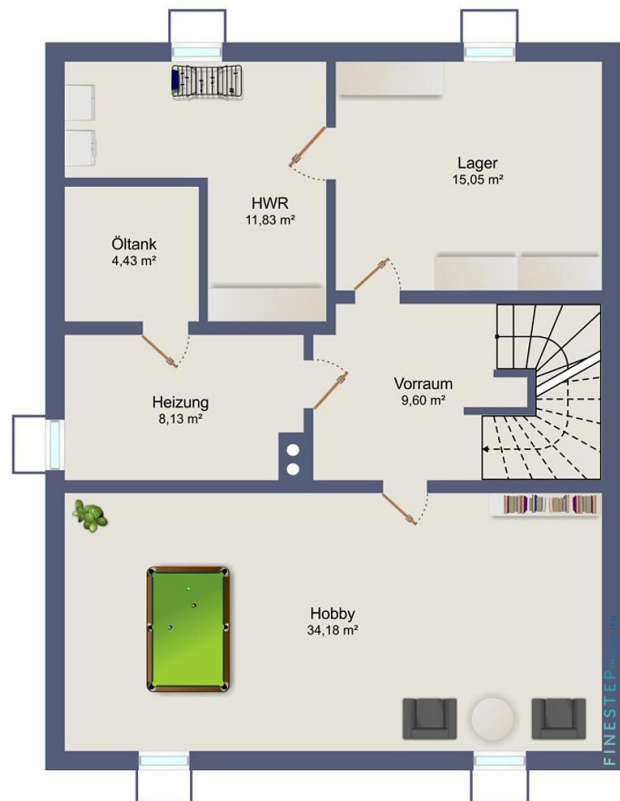 Lager
15,05 m²
HWR
11,83 m²
Öltank
4,43 m²
Vorraum
9,60 m²
Heizung
8,13 m²
Hobby
34,18 m²
FINESTEP